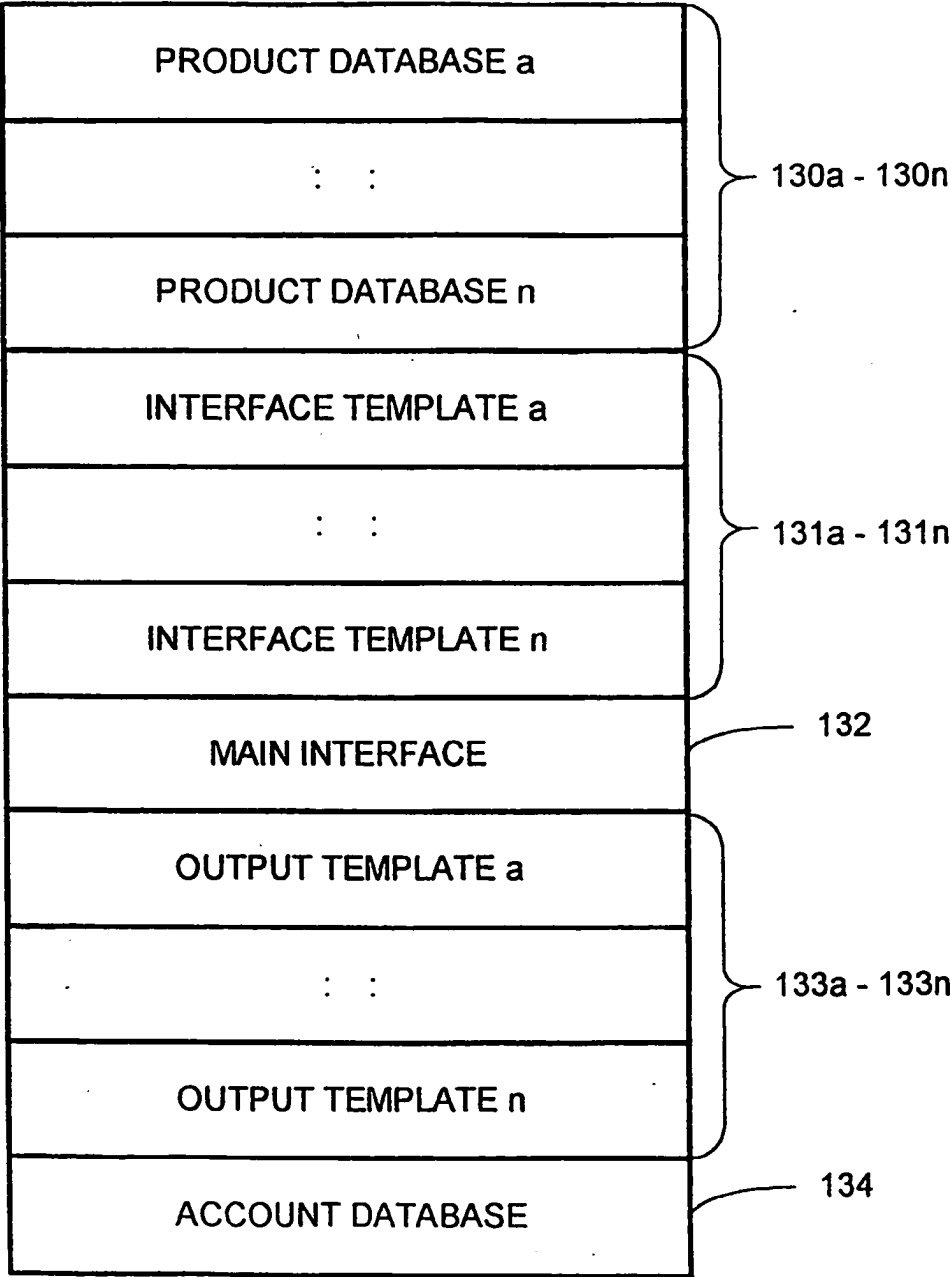 PRODUCT DATABASE a
: :
130a - 130n
PRODUCT DATABASE n
INTERFACE TEMPLATE a
: :
131a - 131n
INTERFACE TEMPLATE n
MAIN INTERFACE
132
OUTPUT TEMPLATE a
: :
133a - 133n
OUTPUT TEMPLATE n
ACCOUNT DATABASE
134